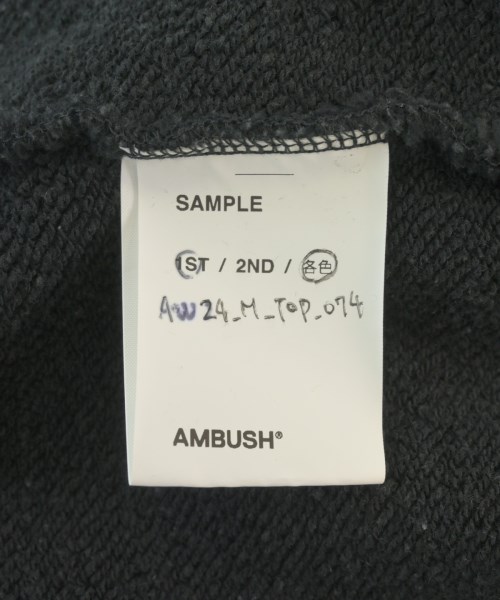 SAMPLE
1ST / 2ND / 各色
AW24_M_TOP_074
AMBUSH®